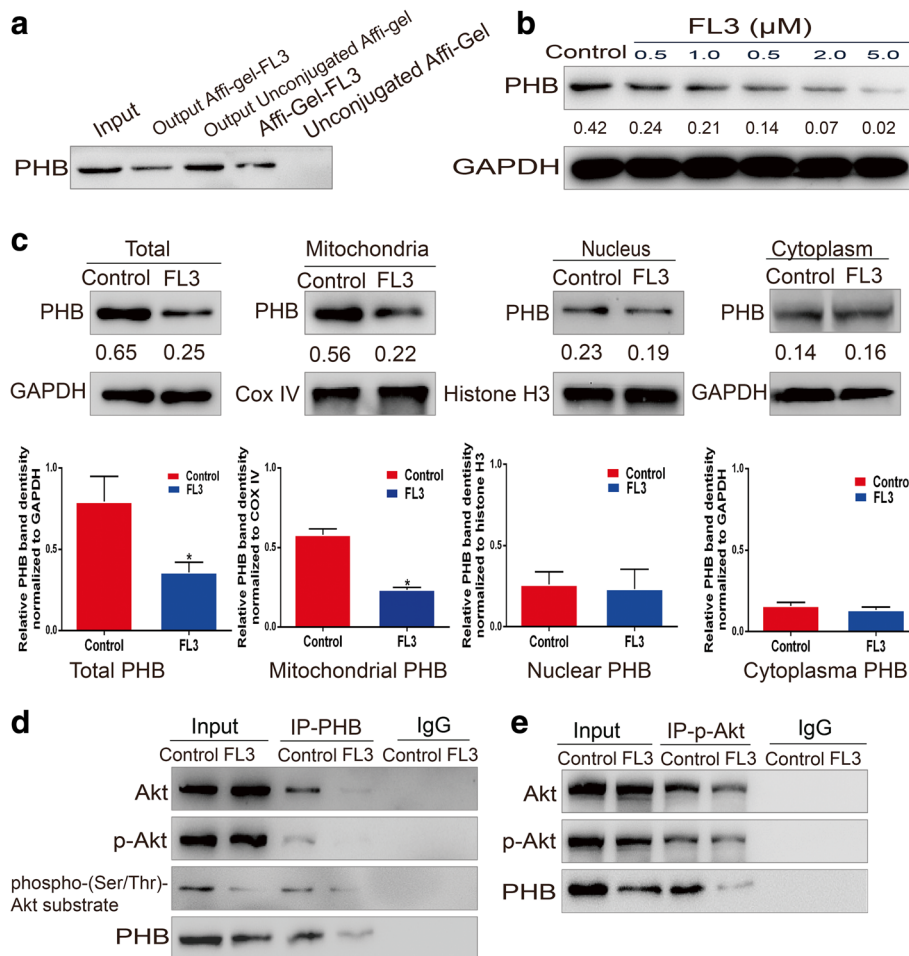 a
Input
Output Affi-gel-FL3
Output Unconjugated Affi-gel
Affi-Gel-FL3
Unconjugated Affi-Gel
PHB
b
FL3 (μM)
Control 0.5 1.0 0.5 2.0 5.0
PHB
0.42 0.24 0.21 0.14 0.07 0.02
GAPDH
c
Total
Control FL3
PHB
0.65 0.25
GAPDH
Mitochondria
Control FL3
PHB
0.56 0.22
Cox IV
Nucleus
Control FL3
PHB
0.23 0.19
Histone H3
Cytoplasm
Control FL3
PHB
0.14 0.16
GAPDH
Relative PHB band dentisity
normalized to GAPDH
1.0
0.5
0.0
Control
FL3
*
Control FL3
Total PHB
Relative PHB band dentisity
normalized to COX IV
1.0
0.5
0.0
Control
FL3
*
Control FL3
Mitochondrial PHB
Relative PHB band dentisity
normalized to histone H3
1.0
0.5
0.0
Control
FL3
Control FL3
Nuclear PHB
Relative PHB band dentisity
normalized to GAPDH
1.0
0.5
0.0
Contro
FL3
Control FL3
Cytoplasma PHB
d
Input IP-PHB IgG
Control FL3 Control FL3 Control FL3
Akt
p-Akt
phospho-(Ser/Thr)-
Akt substrate
PHB
e
Input IP-p-Akt IgG
Control FL3 Control FL3 Control FL3
Akt
p-Akt
PHB